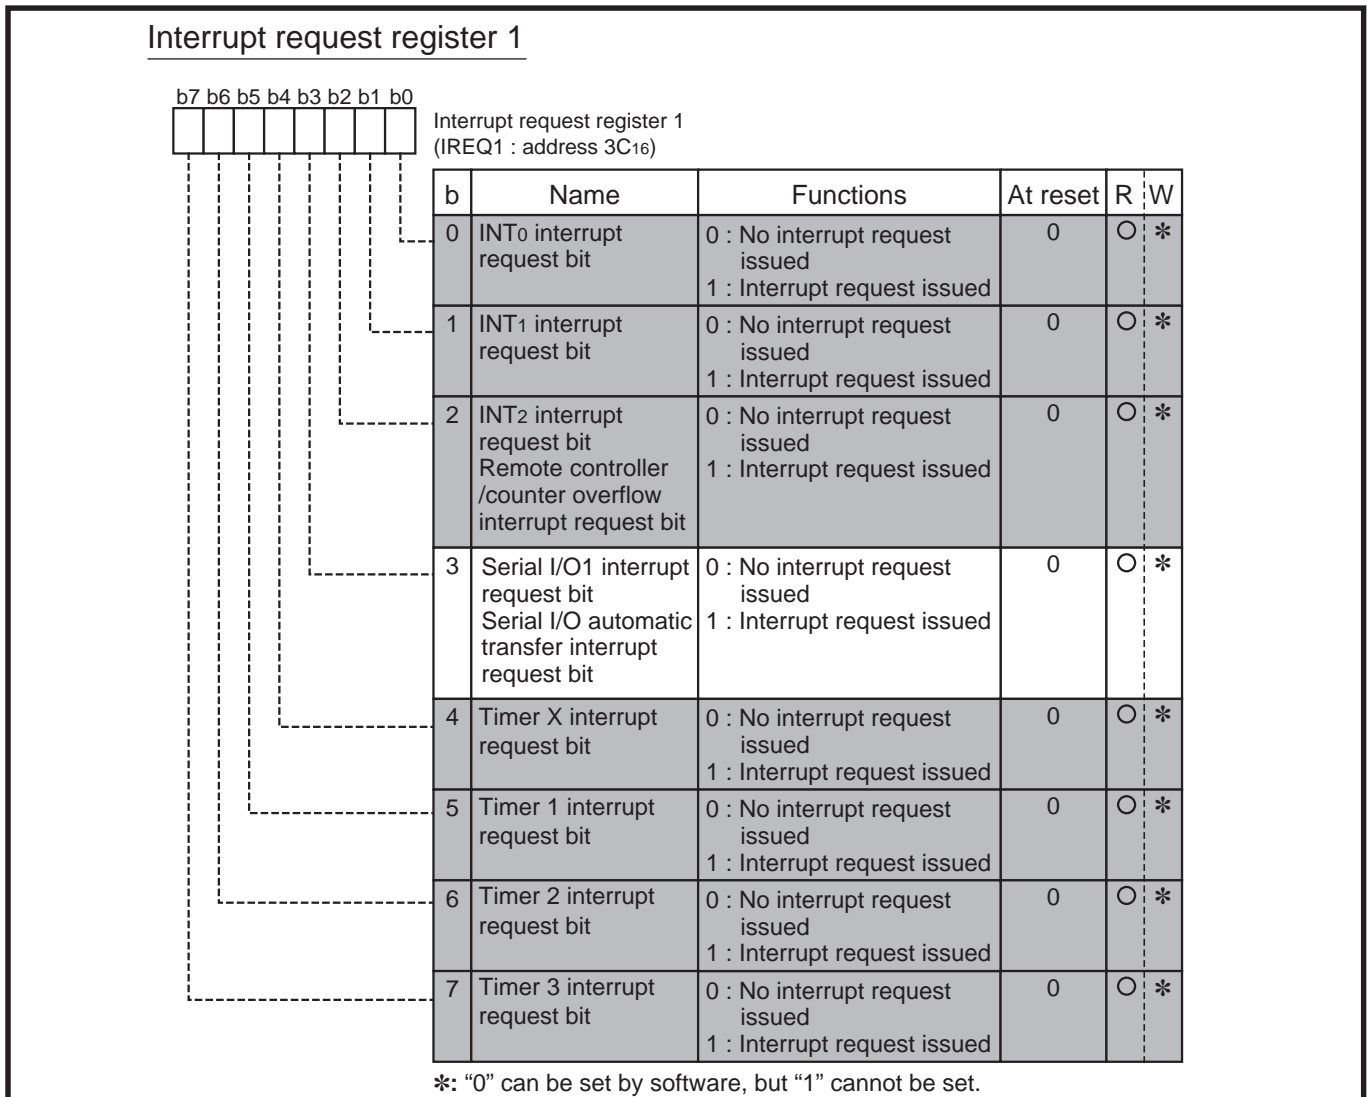 Interrupt request register 1
b7 b6 b5 b4 b3 b2 b1 b0
Interrupt request register 1
(IREQ1 : address 3C16)
b Name Functions At reset R W
0 INT0 interrupt request bit 0 : No interrupt request issued 1 : Interrupt request issued 0 O ✻
1 INT1 interrupt request bit 0 : No interrupt request issued 1 : Interrupt request issued 0 O ✻
2 INT2 interrupt request bit Remote controller /counter overflow interrupt request bit 0 : No interrupt request issued 1 : Interrupt request issued 0 O ✻
3 Serial I/O1 interrupt request bit Serial I/O automatic transfer interrupt request bit 0 : No interrupt request issued 1 : Interrupt request issued 0 O ✻
4 Timer X interrupt request bit 0 : No interrupt request issued 1 : Interrupt request issued 0 O ✻
5 Timer 1 interrupt request bit 0 : No interrupt request issued 1 : Interrupt request issued 0 O ✻
6 Timer 2 interrupt request bit 0 : No interrupt request issued 1 : Interrupt request issued 0 O ✻
7 Timer 3 interrupt request bit 0 : No interrupt request issued 1 : Interrupt request issued 0 O ✻
✻: “0” can be set by software, but “1” cannot be set.